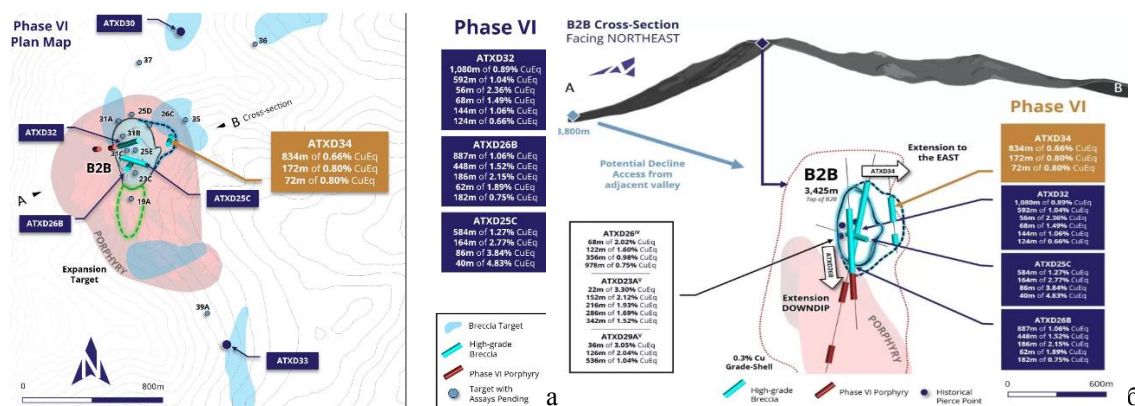 Phase VI
Plan Map
ATXD30
36
37
25D
26C
31A
35
31B
B Cross-section
ATXD32
31C
25E
B2B
23C
ATXD34
834m of 0.66% CuEq
172m of 0.80% CuEq
72m of 0.80% CuEq
A
19A
ATXD25C
ATXD26B
PORPHYRY
Expansion
Target
39A
ATXD33
N
0
800m
Phase VI
ATXD32
1,080m of 0.89% CuEq
592m of 1.04% CuEq
56m of 2.36% CuEq
68m of 1.49% CuEq
144m of 1.06% CuEq
124m of 0.66% CuEq
ATXD26B
887m of 1.06% CuEq
448m of 1.52% CuEq
186m of 2.15% CuEq
62m of 1.89% CuEq
182m of 0.75% CuEq
ATXD25C
584m of 1.27% CuEq
164m of 2.77% CuEq
86m of 3.84% CuEq
40m of 4.83% CuEq
Breccia Target
High-grade
Breccia
Phase VI Porphyry
Target with
Assays Pending
а
B2B Cross-Section
Facing NORTHEAST
A
B
3,800m
Potential Decline
Access from
adjacent valley
B2B
3,425m
Top of B2B
Extension to
the EAST
ATXD34
ATXD26B
Extension
DOWNDIP
PORPHYRY
0.3% Cu
Grade-Shell
ATXD26ᴵⱽ
68m of 2.02% CuEq
122m of 1.60% CuEq
356m of 0.98% CuEq
978m of 0.75% CuEq
ATXD23Aⱽ
22m of 3.30% CuEq
152m of 2.12% CuEq
216m of 1.93% CuEq
286m of 1.69% CuEq
342m of 1.52% CuEq
ATXD29Aⱽ
36m of 3.05% CuEq
126m of 2.04% CuEq
536m of 1.04% CuEq
Phase VI
ATXD34
834m of 0.66% CuEq
172m of 0.80% CuEq
72m of 0.80% CuEq
ATXD32
1,080m of 0.89% CuEq
592m of 1.04% CuEq
56m of 2.36% CuEq
68m of 1.49% CuEq
144m of 1.06% CuEq
124m of 0.66% CuEq
ATXD25C
584m of 1.27% CuEq
164m of 2.77% CuEq
86m of 3.84% CuEq
40m of 4.83% CuEq
ATXD26B
887m of 1.06% CuEq
448m of 1.52% CuEq
186m of 2.15% CuEq
62m of 1.89% CuEq
182m of 0.75% CuEq
0
600m
High-grade
Breccia
Phase VI Porphyry
Historical
Pierce Point
б